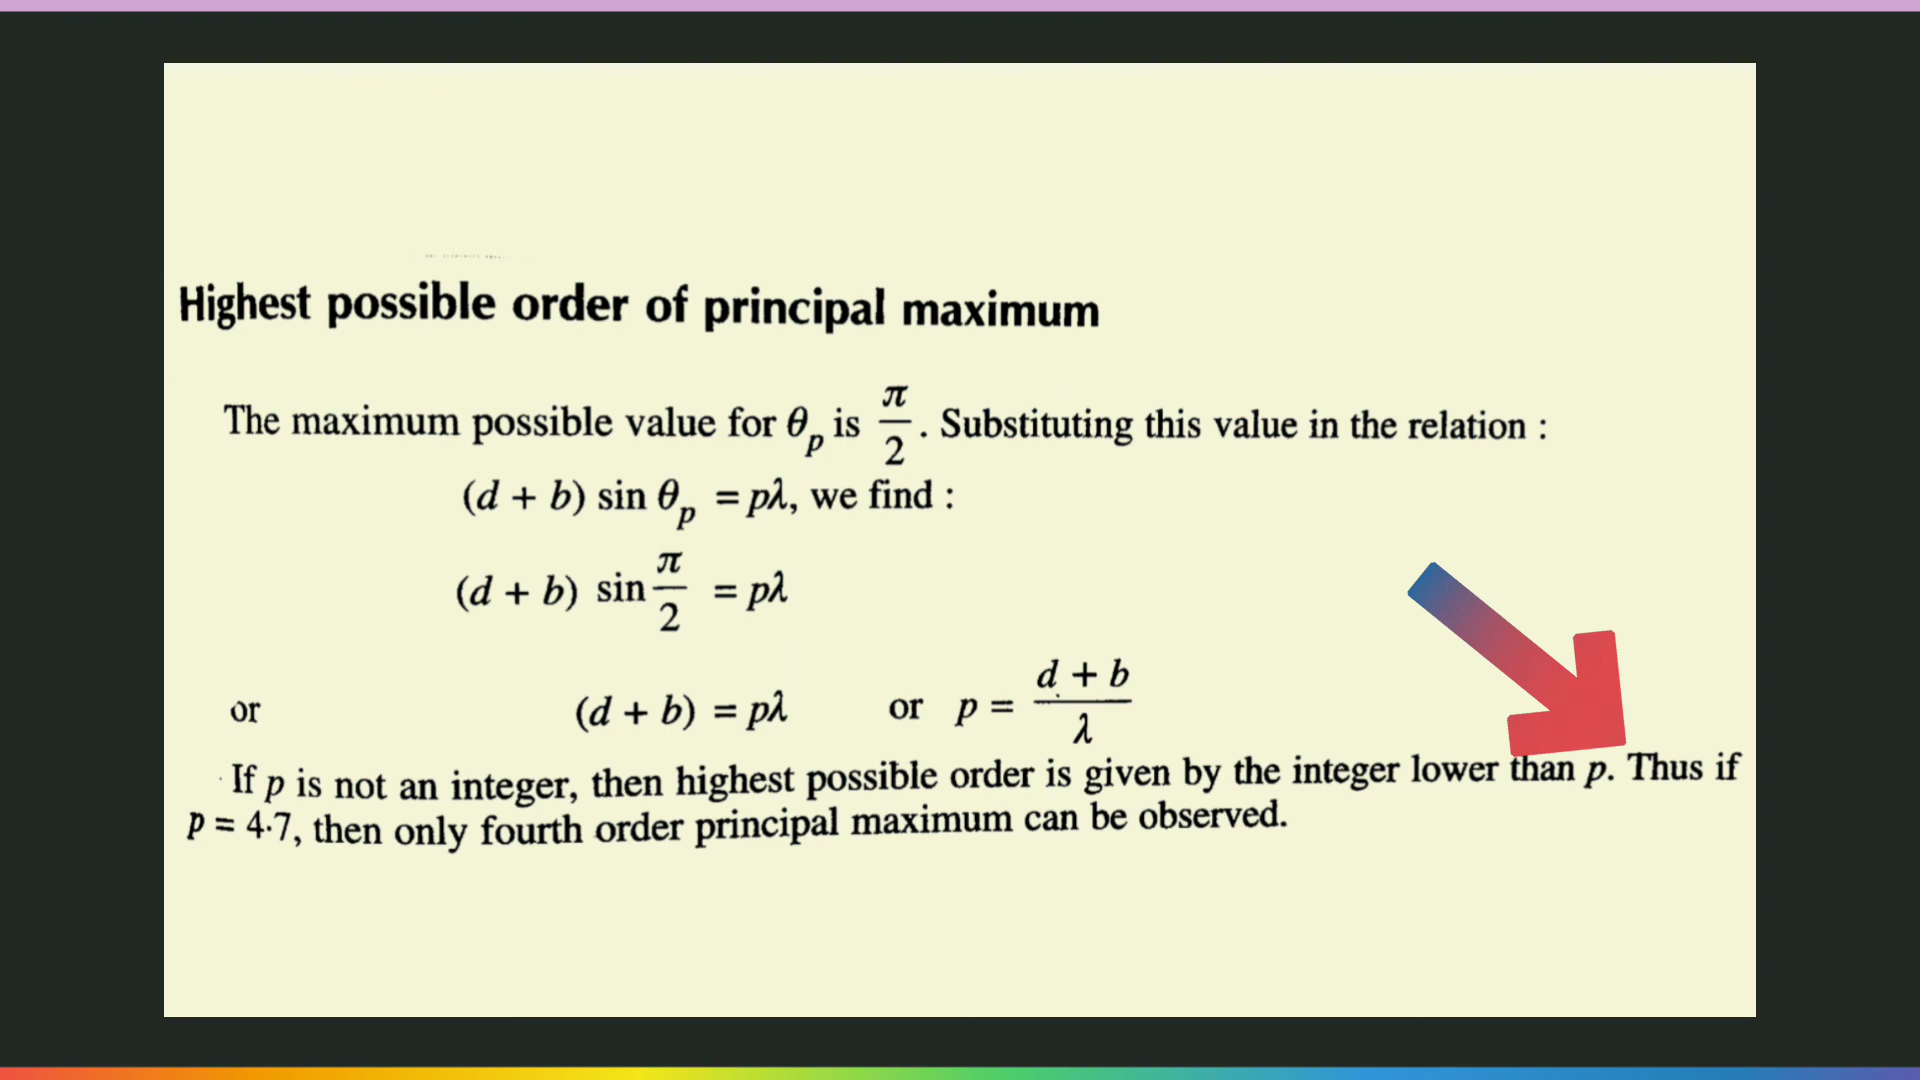 Highest possible order of principal maximum
The maximum possible value for θ_p is π/2. Substituting this value in the relation :
(d + b) sin θ_p = pλ, we find :
(d + b) sin π/2 = pλ
or (d + b) = pλ or p = (d + b)/λ
If p is not an integer, then highest possible order is given by the integer lower than p. Thus if
p = 4·7, then only fourth order principal maximum can be observed.